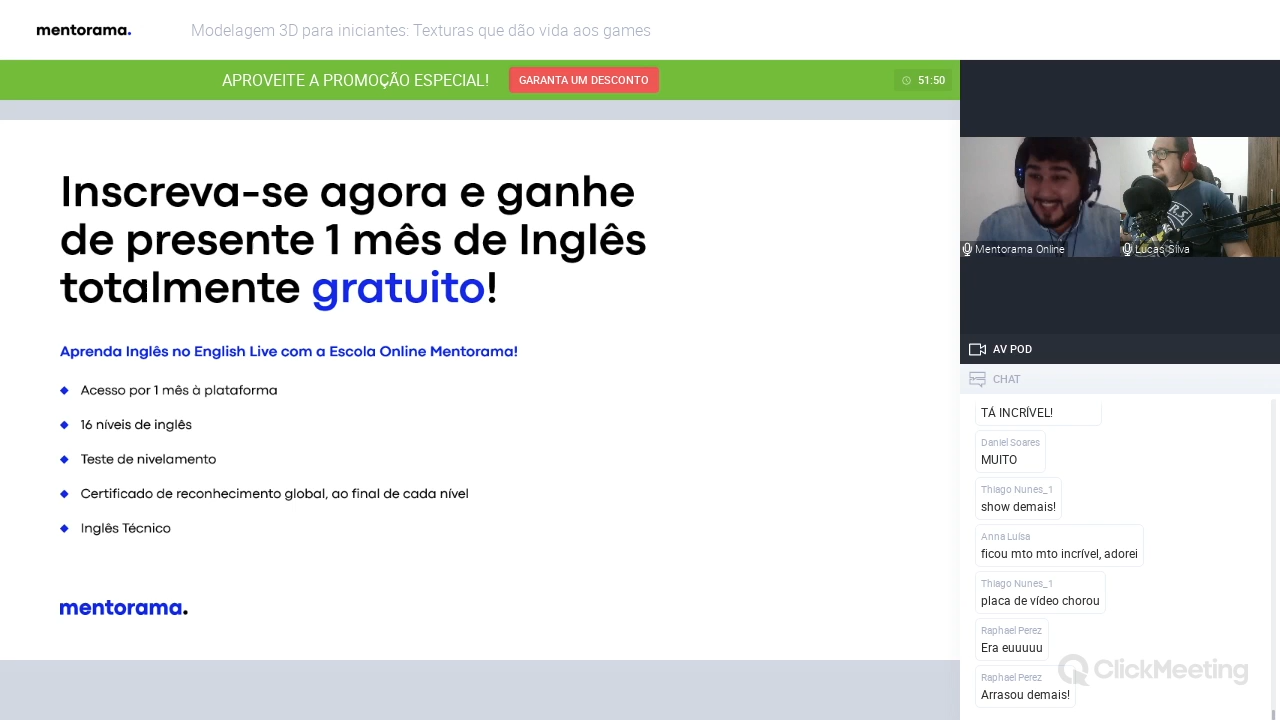 mentorama.
Modelagem 3D para iniciantes: Texturas que dão vida aos games
APROVEITE A PROMOÇÃO ESPECIAL!
GARANTA UM DESCONTO
51:50
Inscreva-se agora e ganhe
de presente 1 mês de Inglês
totalmente gratuito!
Aprenda Inglês no English Live com a Escola Online Mentorama!
Acesso por 1 mês à plataforma
16 níveis de inglês
Teste de nivelamento
Certificado de reconhecimento global, ao final de cada nível
Inglês Técnico
mentorama.
Mentorama Online
Lucas Silva
AV POD
CHAT
TÁ INCRÍVEL!
Daniel Soares
MUITO
Thiago Nunes_1
show demais!
Anna Luísa
ficou mto mto incrível, adorei
Thiago Nunes_1
placa de vídeo chorou
Raphael Perez
Era euuuuu
Raphael Perez
Arrasou demais!
ClickMeeting